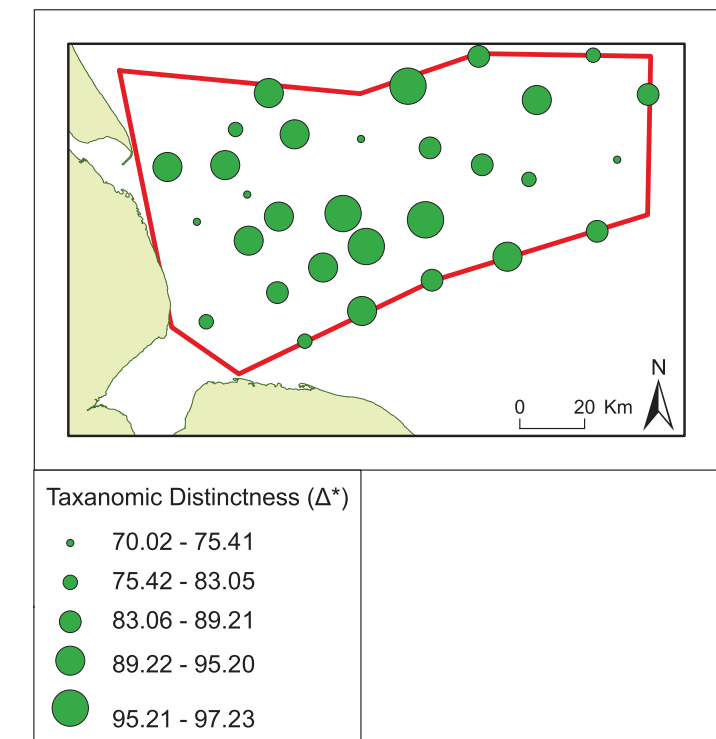 N
0 20 Km
Taxanomic Distinctness (Δ*)
70.02 - 75.41
75.42 - 83.05
83.06 - 89.21
89.22 - 95.20
95.21 - 97.23